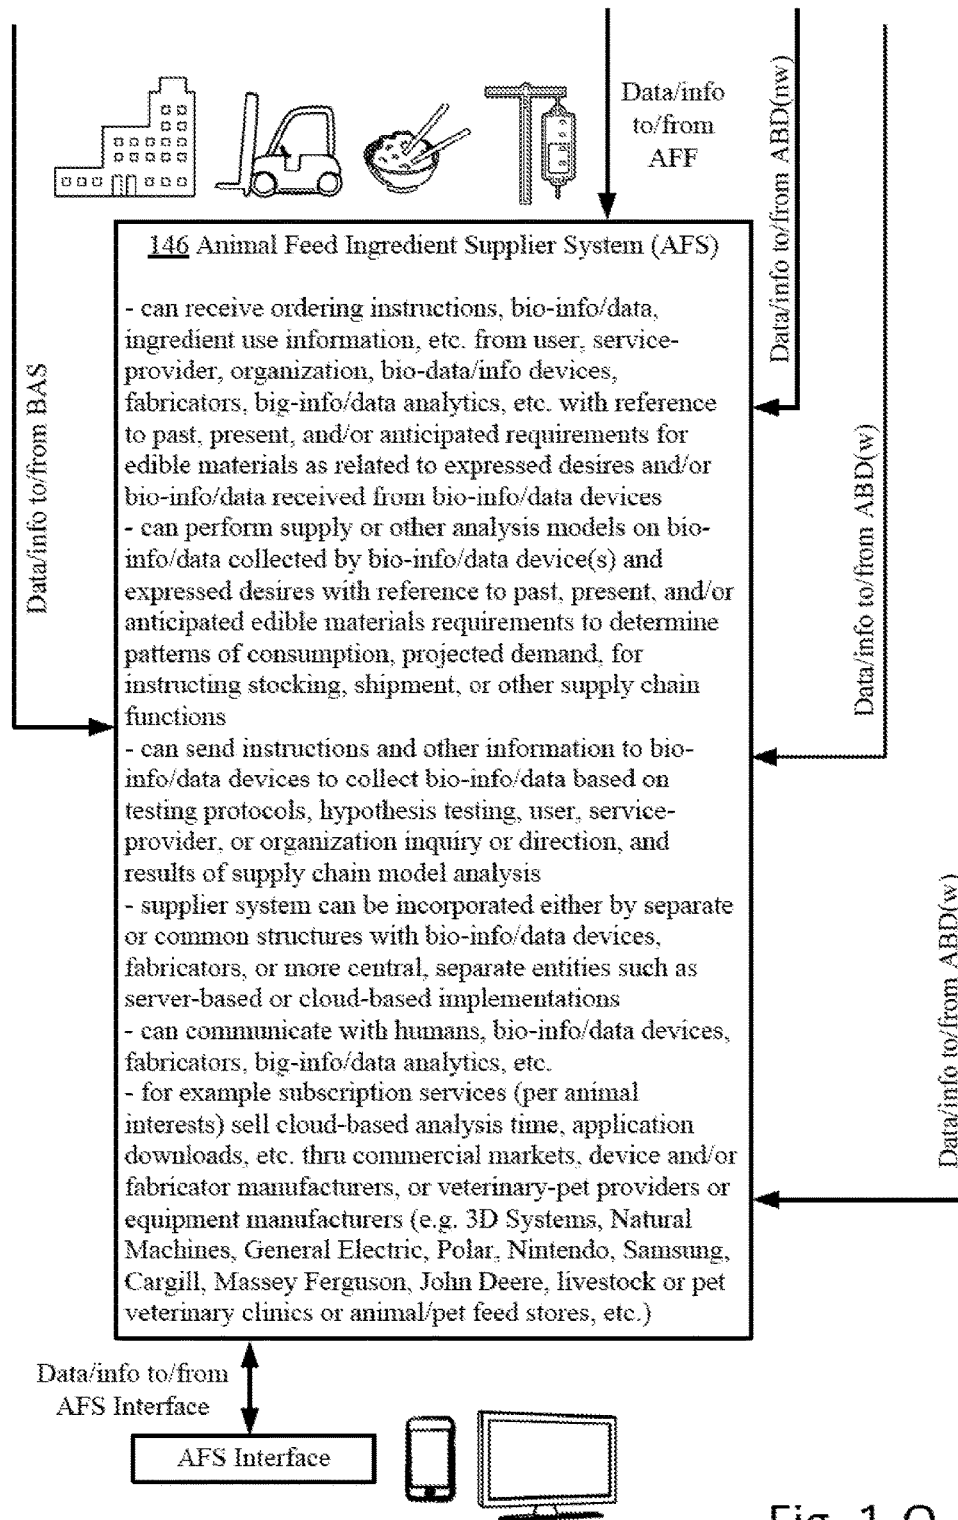 Data/info
to/from
AFF
Data/info to/from ABD(nw)
Data/info to/from BAS
Data/info to/from ABD(w)
Data/info to/from ABD(w)
146 Animal Feed Ingredient Supplier System (AFS)
- can receive ordering instructions, bio-info/data,
ingredient use information, etc. from user, service-
provider, organization, bio-data/info devices,
fabricators, big-info/data analytics, etc. with reference
to past, present, and/or anticipated requirements for
edible materials as related to expressed desires and/or
bio-info/data received from bio-info/data devices
- can perform supply or other analysis models on bio-
info/data collected by bio-info/data device(s) and
expressed desires with reference to past, present, and/or
anticipated edible materials requirements to determine
patterns of consumption, projected demand, for
instructing stocking, shipment, or other supply chain
functions
- can send instructions and other information to bio-
info/data devices to collect bio-info/data based on
testing protocols, hypothesis testing, user, service-
provider, or organization inquiry or direction, and
results of supply chain model analysis
- supplier system can be incorporated either by separate
or common structures with bio-info/data devices,
fabricators, or more central, separate entities such as
server-based or cloud-based implementations
- can communicate with humans, bio-info/data devices,
fabricators, big-info/data analytics, etc.
- for example subscription services (per animal
interests) sell cloud-based analysis time, application
downloads, etc. thru commercial markets, device and/or
fabricator manufacturers, or veterinary-pet providers or
equipment manufacturers (e.g. 3D Systems, Natural
Machines, General Electric, Polar, Nintendo, Samsung,
Cargill, Massey Ferguson, John Deere, livestock or pet
veterinary clinics or animal/pet feed stores, etc.)
Data/info to/from
AFS Interface
AFS Interface
Fig. 1-O